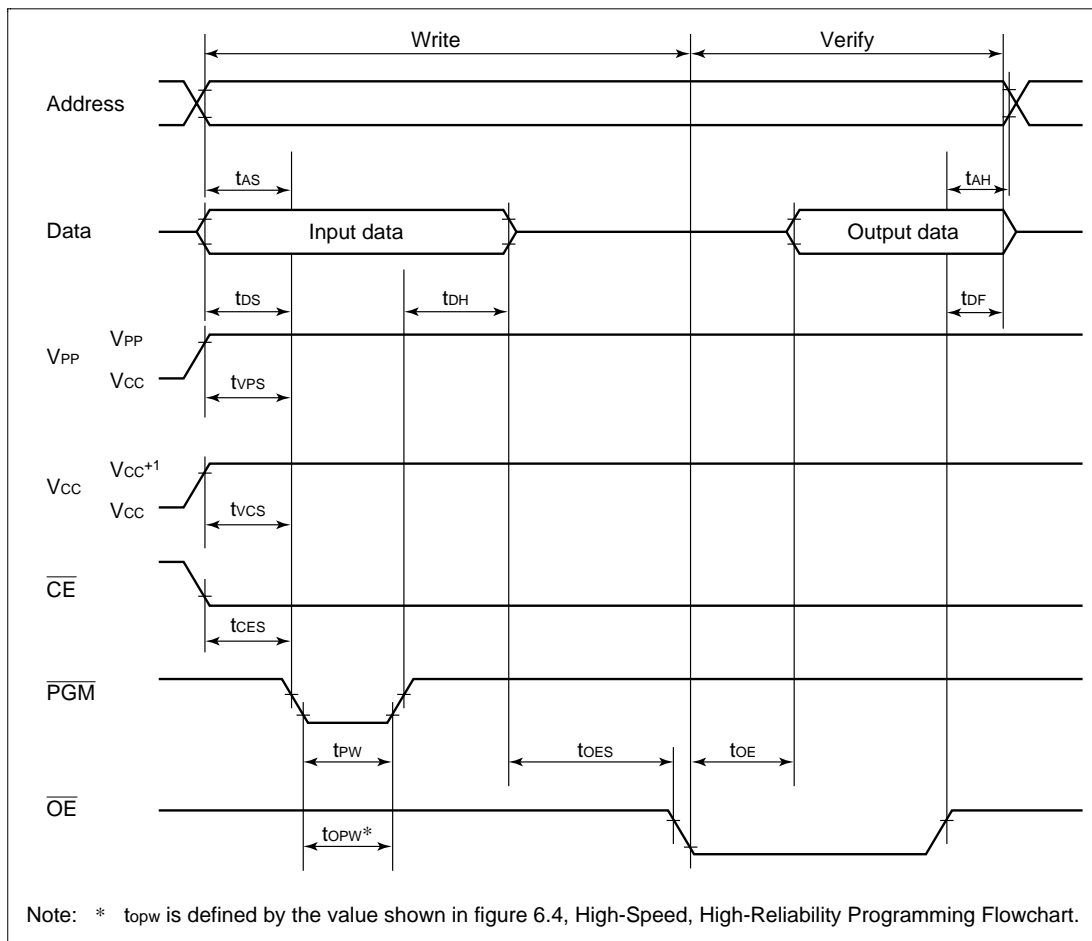 Write Verify
Address
tAS tAH
Data Input data Output data
tDS tDH tDF
VPP VPP
VCC
tVPS
VCC VCC+1
VCC
tVCS
CE
tCES
PGM
tPW tOES tOE
OE
tOPW*
Note: * topw is defined by the value shown in figure 6.4, High-Speed, High-Reliability Programming Flowchart.